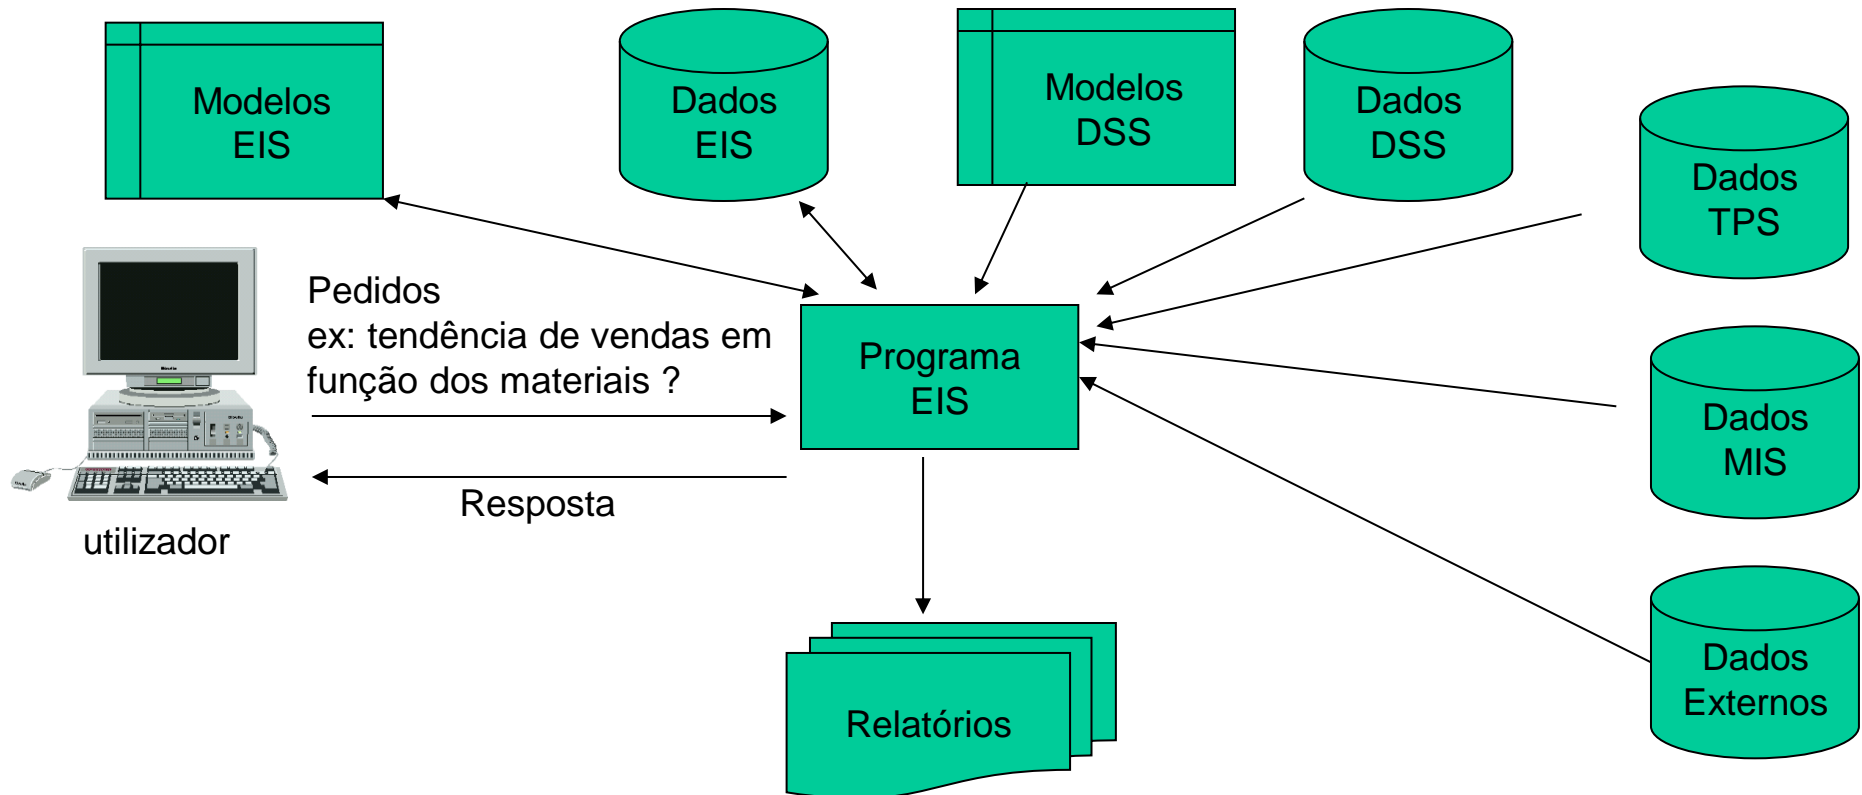 Modelos
EIS
Dados
EIS
Modelos
DSS
Dados
DSS
Dados
TPS
Pedidos
ex: tendência de vendas em
função dos materiais ?
Programa
EIS
Dados
MIS
Resposta
utilizador
Dados
Externos
Relatórios